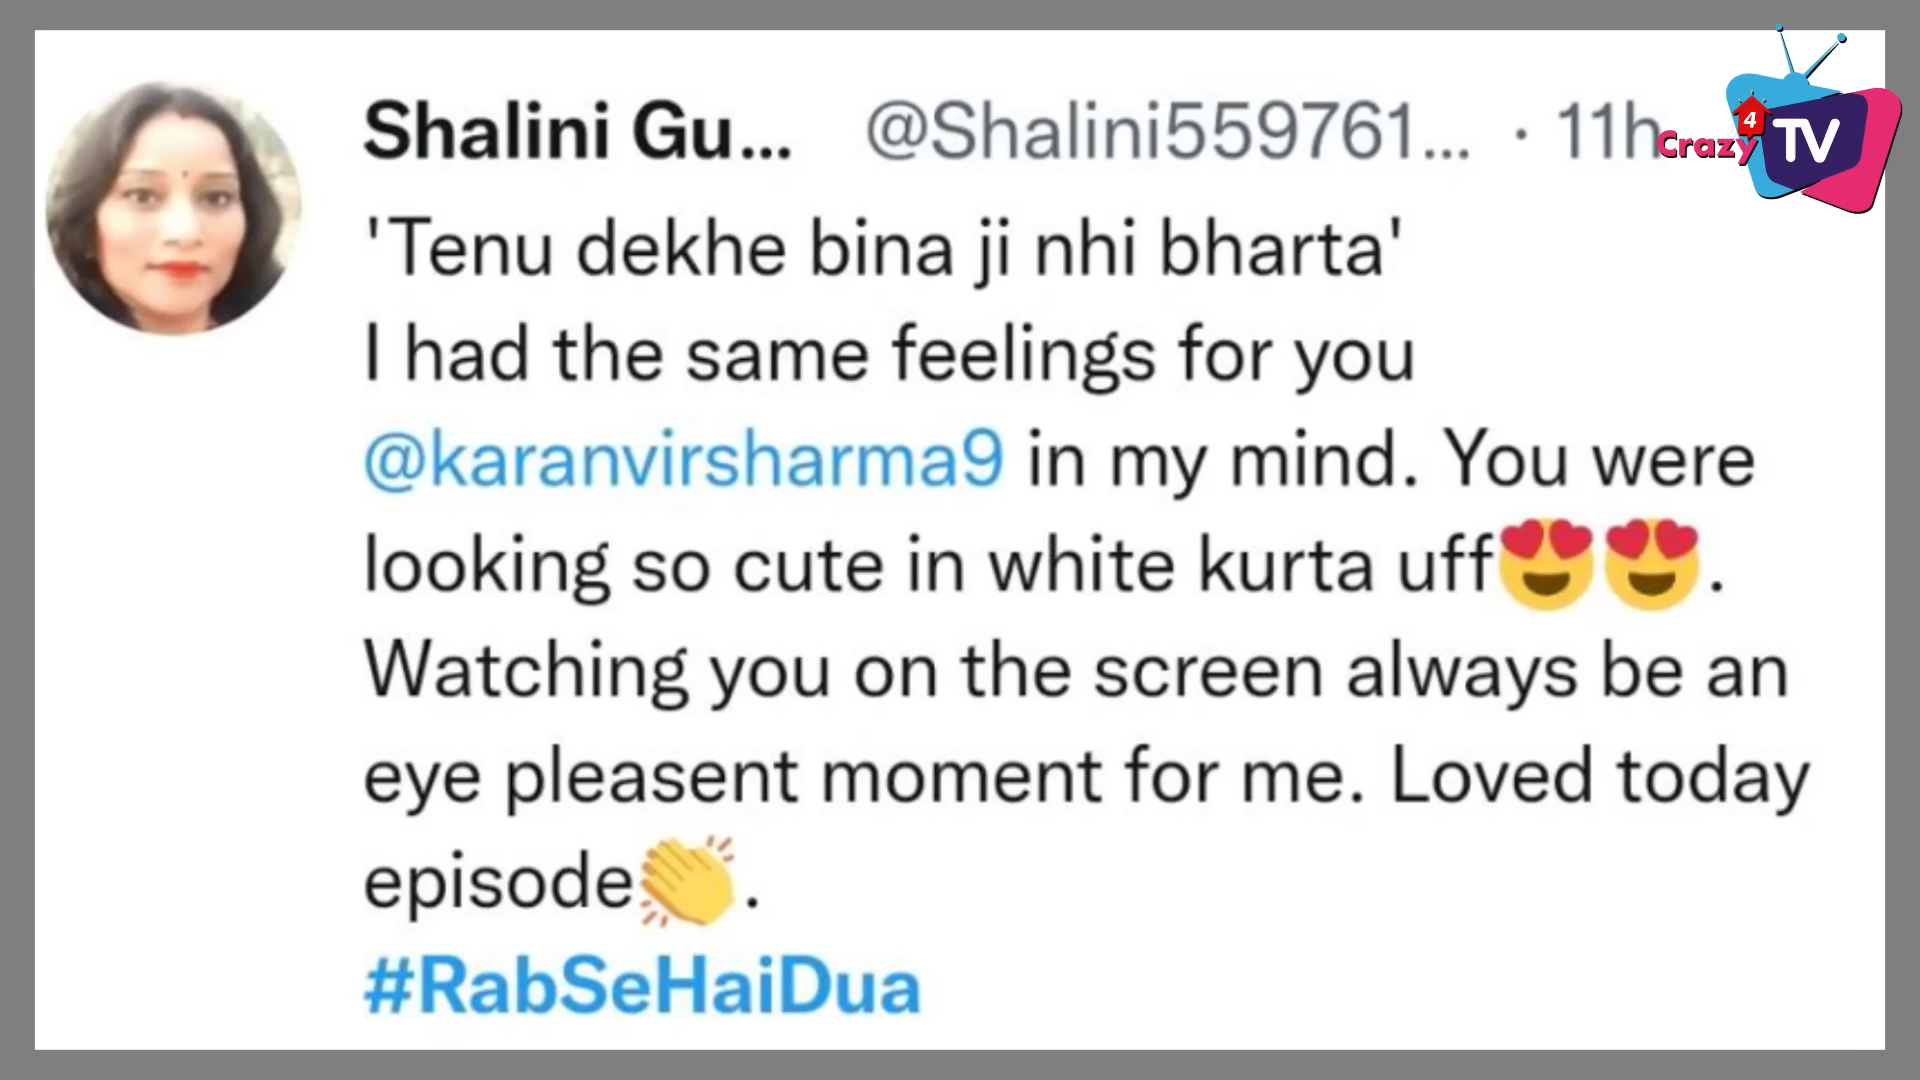 Shalini Gu... @Shalini559761... · 11h
Crazy 4 TV
'Tenu dekhe bina ji nhi bharta'
I had the same feelings for you
@karanvirsharma9 in my mind. You were
looking so cute in white kurta uff😍😍.
Watching you on the screen always be an
eye pleasent moment for me. Loved today
episode👏.
#RabSeHaiDua